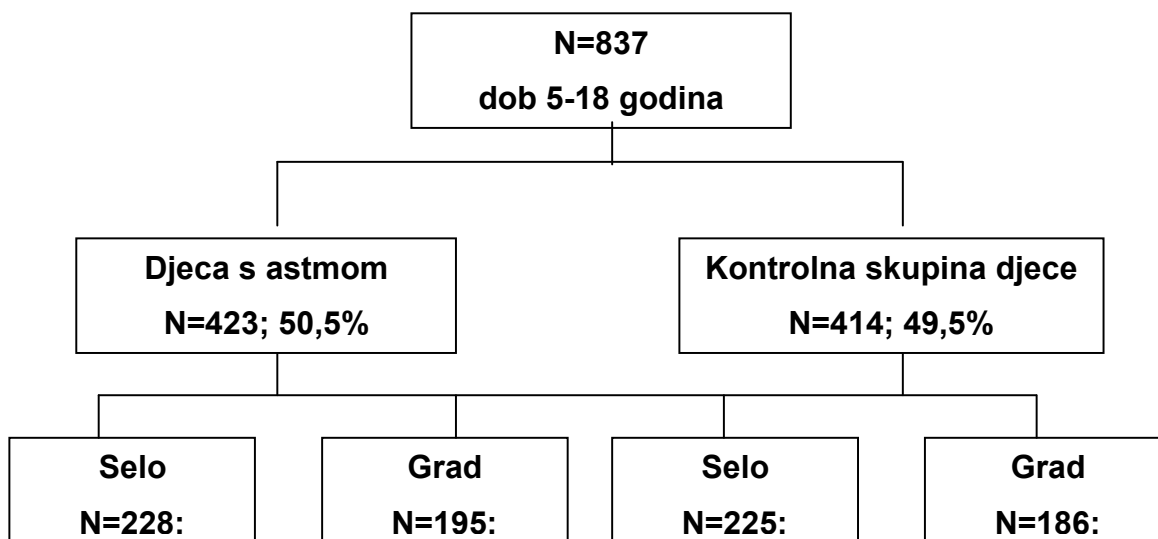 N=837
dob 5-18 godina
Djeca s astmom
N=423; 50,5%
Kontrolna skupina djece
N=414; 49,5%
Selo
N=228:
Grad
N=195:
Selo
N=225:
Grad
N=186: